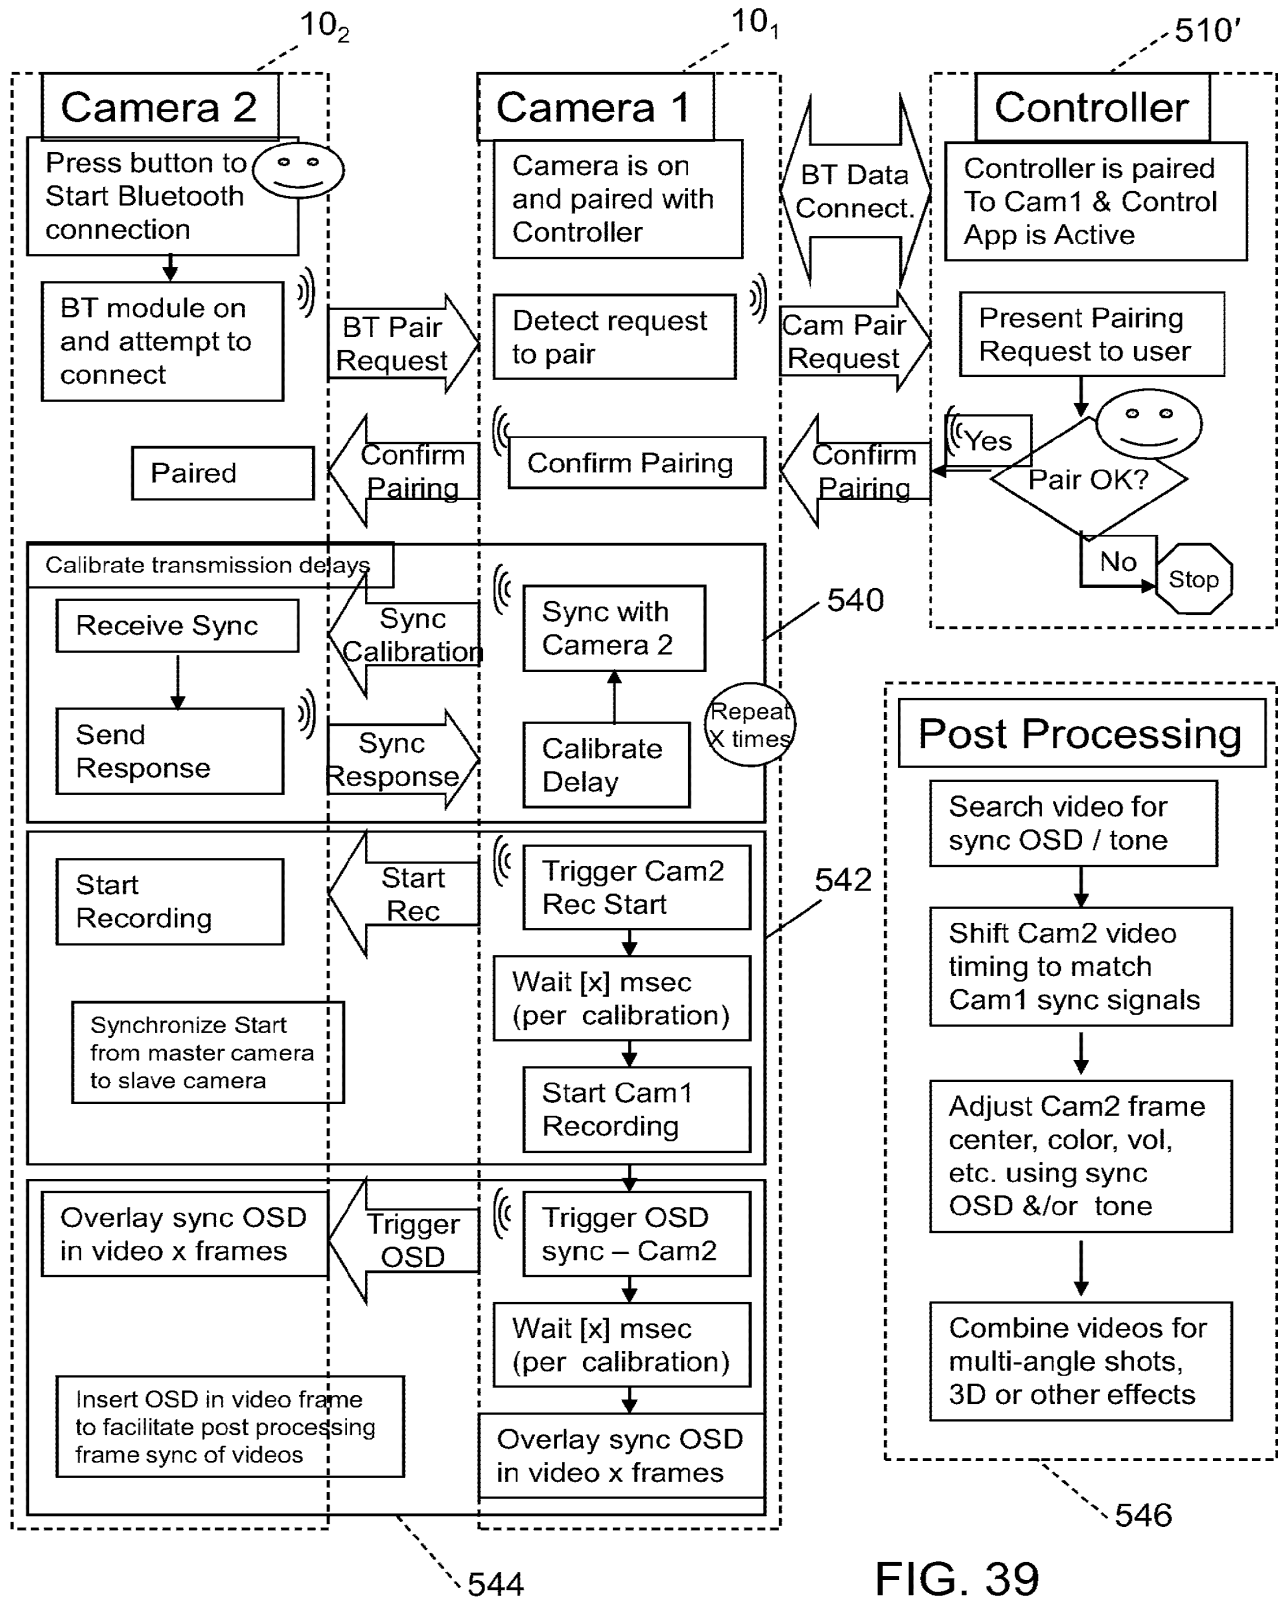 10₂
10₁
510′
Camera 2
Camera 1
Controller
Press button to
Start Bluetooth
connection
Camera is on
and paired with
Controller
BT Data
Connect.
Controller is paired
To Cam1 & Control
App is Active
BT module on
and attempt to
connect
BT Pair
Request
Detect request
to pair
Cam Pair
Request
Present Pairing
Request to user
Paired
Confirm
Pairing
Confirm Pairing
Confirm
Pairing
Yes
Pair OK?
No
Stop
Calibrate transmission delays
540
Receive Sync
Sync
Calibration
Sync with
Camera 2
Send
Response
Sync
Response
Calibrate
Delay
Repeat
X times
Start
Recording
Start
Rec
Trigger Cam2
Rec Start
542
Wait [x] msec
(per calibration)
Synchronize Start
from master camera
to slave camera
Start Cam1
Recording
Overlay sync OSD
in video x frames
Trigger
OSD
Trigger OSD
sync – Cam2
Wait [x] msec
(per calibration)
Insert OSD in video frame
to facilitate post processing
frame sync of videos
Overlay sync OSD
in video x frames
544
Post Processing
Search video for
sync OSD / tone
Shift Cam2 video
timing to match
Cam1 sync signals
Adjust Cam2 frame
center, color, vol,
etc. using sync
OSD &/or tone
Combine videos for
multi-angle shots,
3D or other effects
546
FIG. 39